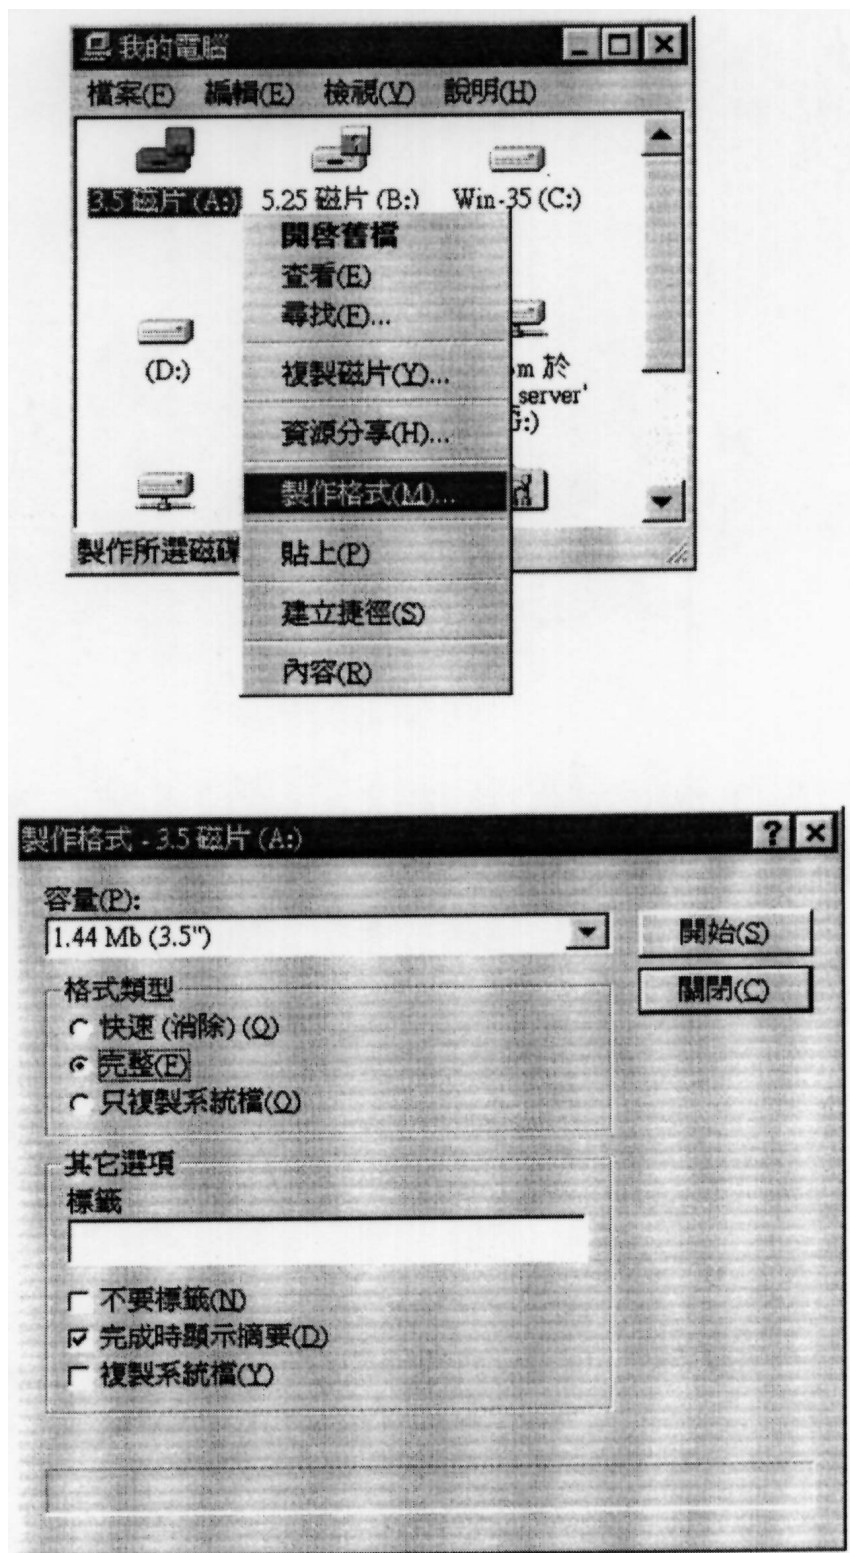 我的電腦
檔案(F) 編輯(E) 檢視(V) 說明(H)
3.5 磁片 (A:) 5.25 磁片 (B:) Win-35 (C:)
開啓舊檔
查看(E)
尋找(F)...
(D:)
複製磁片(Y)...
m 於
server'
資源分享(H)...
:)
製作格式(M)...
製作所選磁碟
貼上(P)
建立捷徑(S)
內容(R)
製作格式 - 3.5 磁片 (A:)
容量(P):
1.44 Mb (3.5")
開始(S)
格式類型
關閉(C)
快速 (消除) (Q)
完整(F)
只複製系統檔(O)
其它選項
標籤
不要標籤(N)
完成時顯示摘要(D)
複製系統檔(Y)